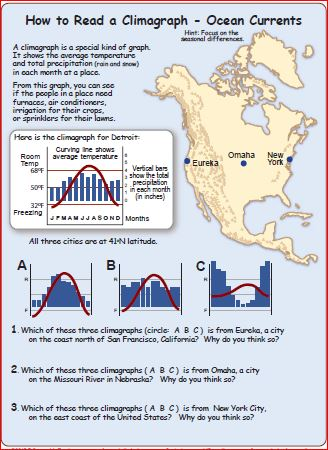 How to Read a Climagraph - Ocean Currents
Hint: Focus on the
seasonal differences.
A climagraph is a special kind of graph.
It shows the average temperature
and total precipitation (rain and snow)
in each month at a place.
From this graph, you can see
if the people in a place need
furnaces, air conditioners,
irrigation for their crops,
or sprinklers for their lawns.
Here is the climagraph for Detroit:
Room
Temp
68°F
50°F
32°F
Freezing
Curving line shows
average temperature
Vertical bars
show the total
precipitation
in each month
(in inches)
J F M A M J J A S O N D Months
Eureka
Omaha
New
York
All three cities are at 41°N latitude.
A
B
C
R
F
R
F
R
F
1. Which of these three climagraphs (circle: A B C ) is from Eureka, a city
on the coast north of San Francisco, California? Why do you think so?
2. Which of these three climagraphs ( A B C ) is from Omaha, a city
on the Missouri River in Nebraska? Why do you think so?
3. Which of these three climagraphs ( A B C ) is from New York City,
on the east coast of the United States? Why do you think so?